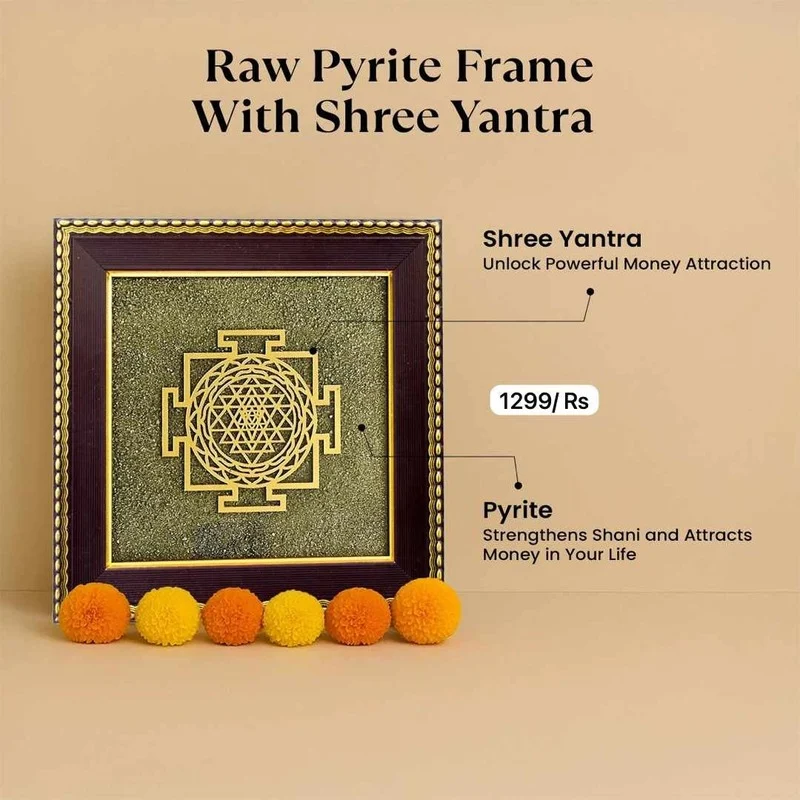 Raw Pyrite Frame
With Shree Yantra
Shree Yantra
Unlock Powerful Money Attraction
1299/ Rs
Pyrite
Strengthens Shani and Attracts
Money in Your Life